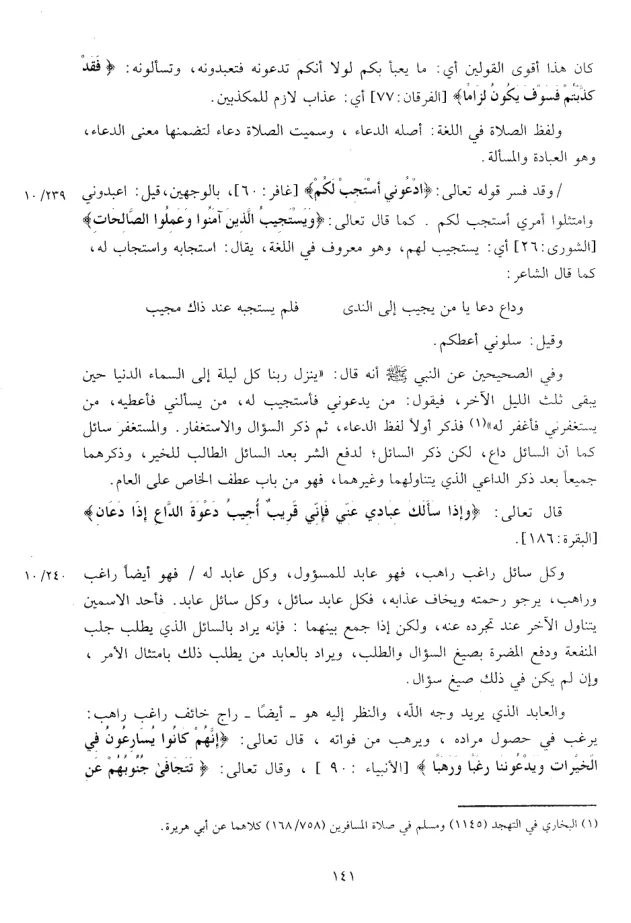 كان هذا أقوى القولين أي: ما يعبأ بكم لولا أنكم تدعونه فتعبدونه، وتسألونه: ﴿ فَقَدْ
كَذَّبْتُمْ فَسَوْفَ يَكُونُ لِزَامًا﴾ [الفرقان:٧٧] أي: عذاب لازم للمكذبين.
ولفظ الصلاة في اللغة: أصله الدعاء ، وسميت الصلاة دعاء لتضمنها معنى الدعاء،
وهو العبادة والمسألة.
١٠/٢٣٩ / وقد فسر قوله تعالى: ﴿ادْعُونِي أَسْتَجِبْ لَكُمْ﴾ [غافر: ٦٠]، بالوجهين،قيل: اعبدوني
وامتثلوا أمري أستجب لكم . كما قال تعالى: ﴿وَيَسْتَجِيبُ الَّذِينَ آمَنُوا وَعَمِلُوا الصَّالِحَاتِ﴾
[الشورى:٢٦] أي: يستجيب لهم، وهو معروف في اللغة، يقال: استجابه واستجاب له،
كما قال الشاعر:
وداع دعا يا من يجيب إلى الندى فلم يستجبه عند ذاك مجيب
وقيل: سلوني أعطكم.
وفي الصحيحين عن النبي ﷺ أنه قال: «ينزل ربنا كل ليلة إلى السماء الدنيا حين
يبقى ثلث الليل الآخر، فيقول: من يدعوني فأستجيب له، من يسألني فأعطيه، من
يستغفرني فأغفر له»(١) فذكر أولاً لفظ الدعاء، ثم ذكر السؤال والاستغفار. والمستغفر سائل
كما أن السائل داع، لكن ذكر السائل؛ لدفع الشر بعد السائل الطالب للخير، وذكرهما
جميعاً بعد ذكر الداعي الذي يتناولهما وغيرهما، فهو من باب عطف الخاص على العام.
قال تعالى: ﴿وَإِذَا سَأَلَكَ عِبَادِي عَنِّي فَإِنِّي قَرِيبٌ أُجِيبُ دَعْوَةَ الدَّاعِ إِذَا دَعَانِ﴾
[البقرة:١٨٦].
١٠/٢٤٠ وكل سائل راغب راهب، فهو عابد للمسؤول، وكل عابد له / فهو أيضاً راغب
وراهب، يرجو رحمته ويخاف عذابه، فكل عابد سائل، وكل سائل عابد. فأحد الاسمين
يتناول الآخر عند تجرده عنه، ولكن إذا جمع بينهما : فإنه يراد بالسائل الذي يطلب جلب
المنفعة ودفع المضرة بصيغ السؤال والطلب، ويراد بالعابد من يطلب ذلك بامتثال الأمر ،
وإن لم يكن في ذلك صيغ سؤال.
والعابد الذي يريد وجه اللّه، والنظر إليه هو ـ أيضاً ـ راج خائف راغب راهب:
يرغب في حصول مراده ، ويرهب من فواته ، قال تعالى: ﴿إِنَّهُمْ كَانُوا يُسَارِعُونَ فِي
الْخَيْرَاتِ وَيَدْعُونَنَا رَغَبًا وَرَهَبًا ﴾ [الأنبياء : ٩٠ ] ، وقال تعالى: ﴿ تَتَجَافَىٰ جُنُوبُهُمْ عَنِ
(١) البخاري في التهجد (١١٤٥) ومسلم في صلاة المسافرين (١٦٨/٧٥٨) كلاهما عن أبي هريرة.
١٤١